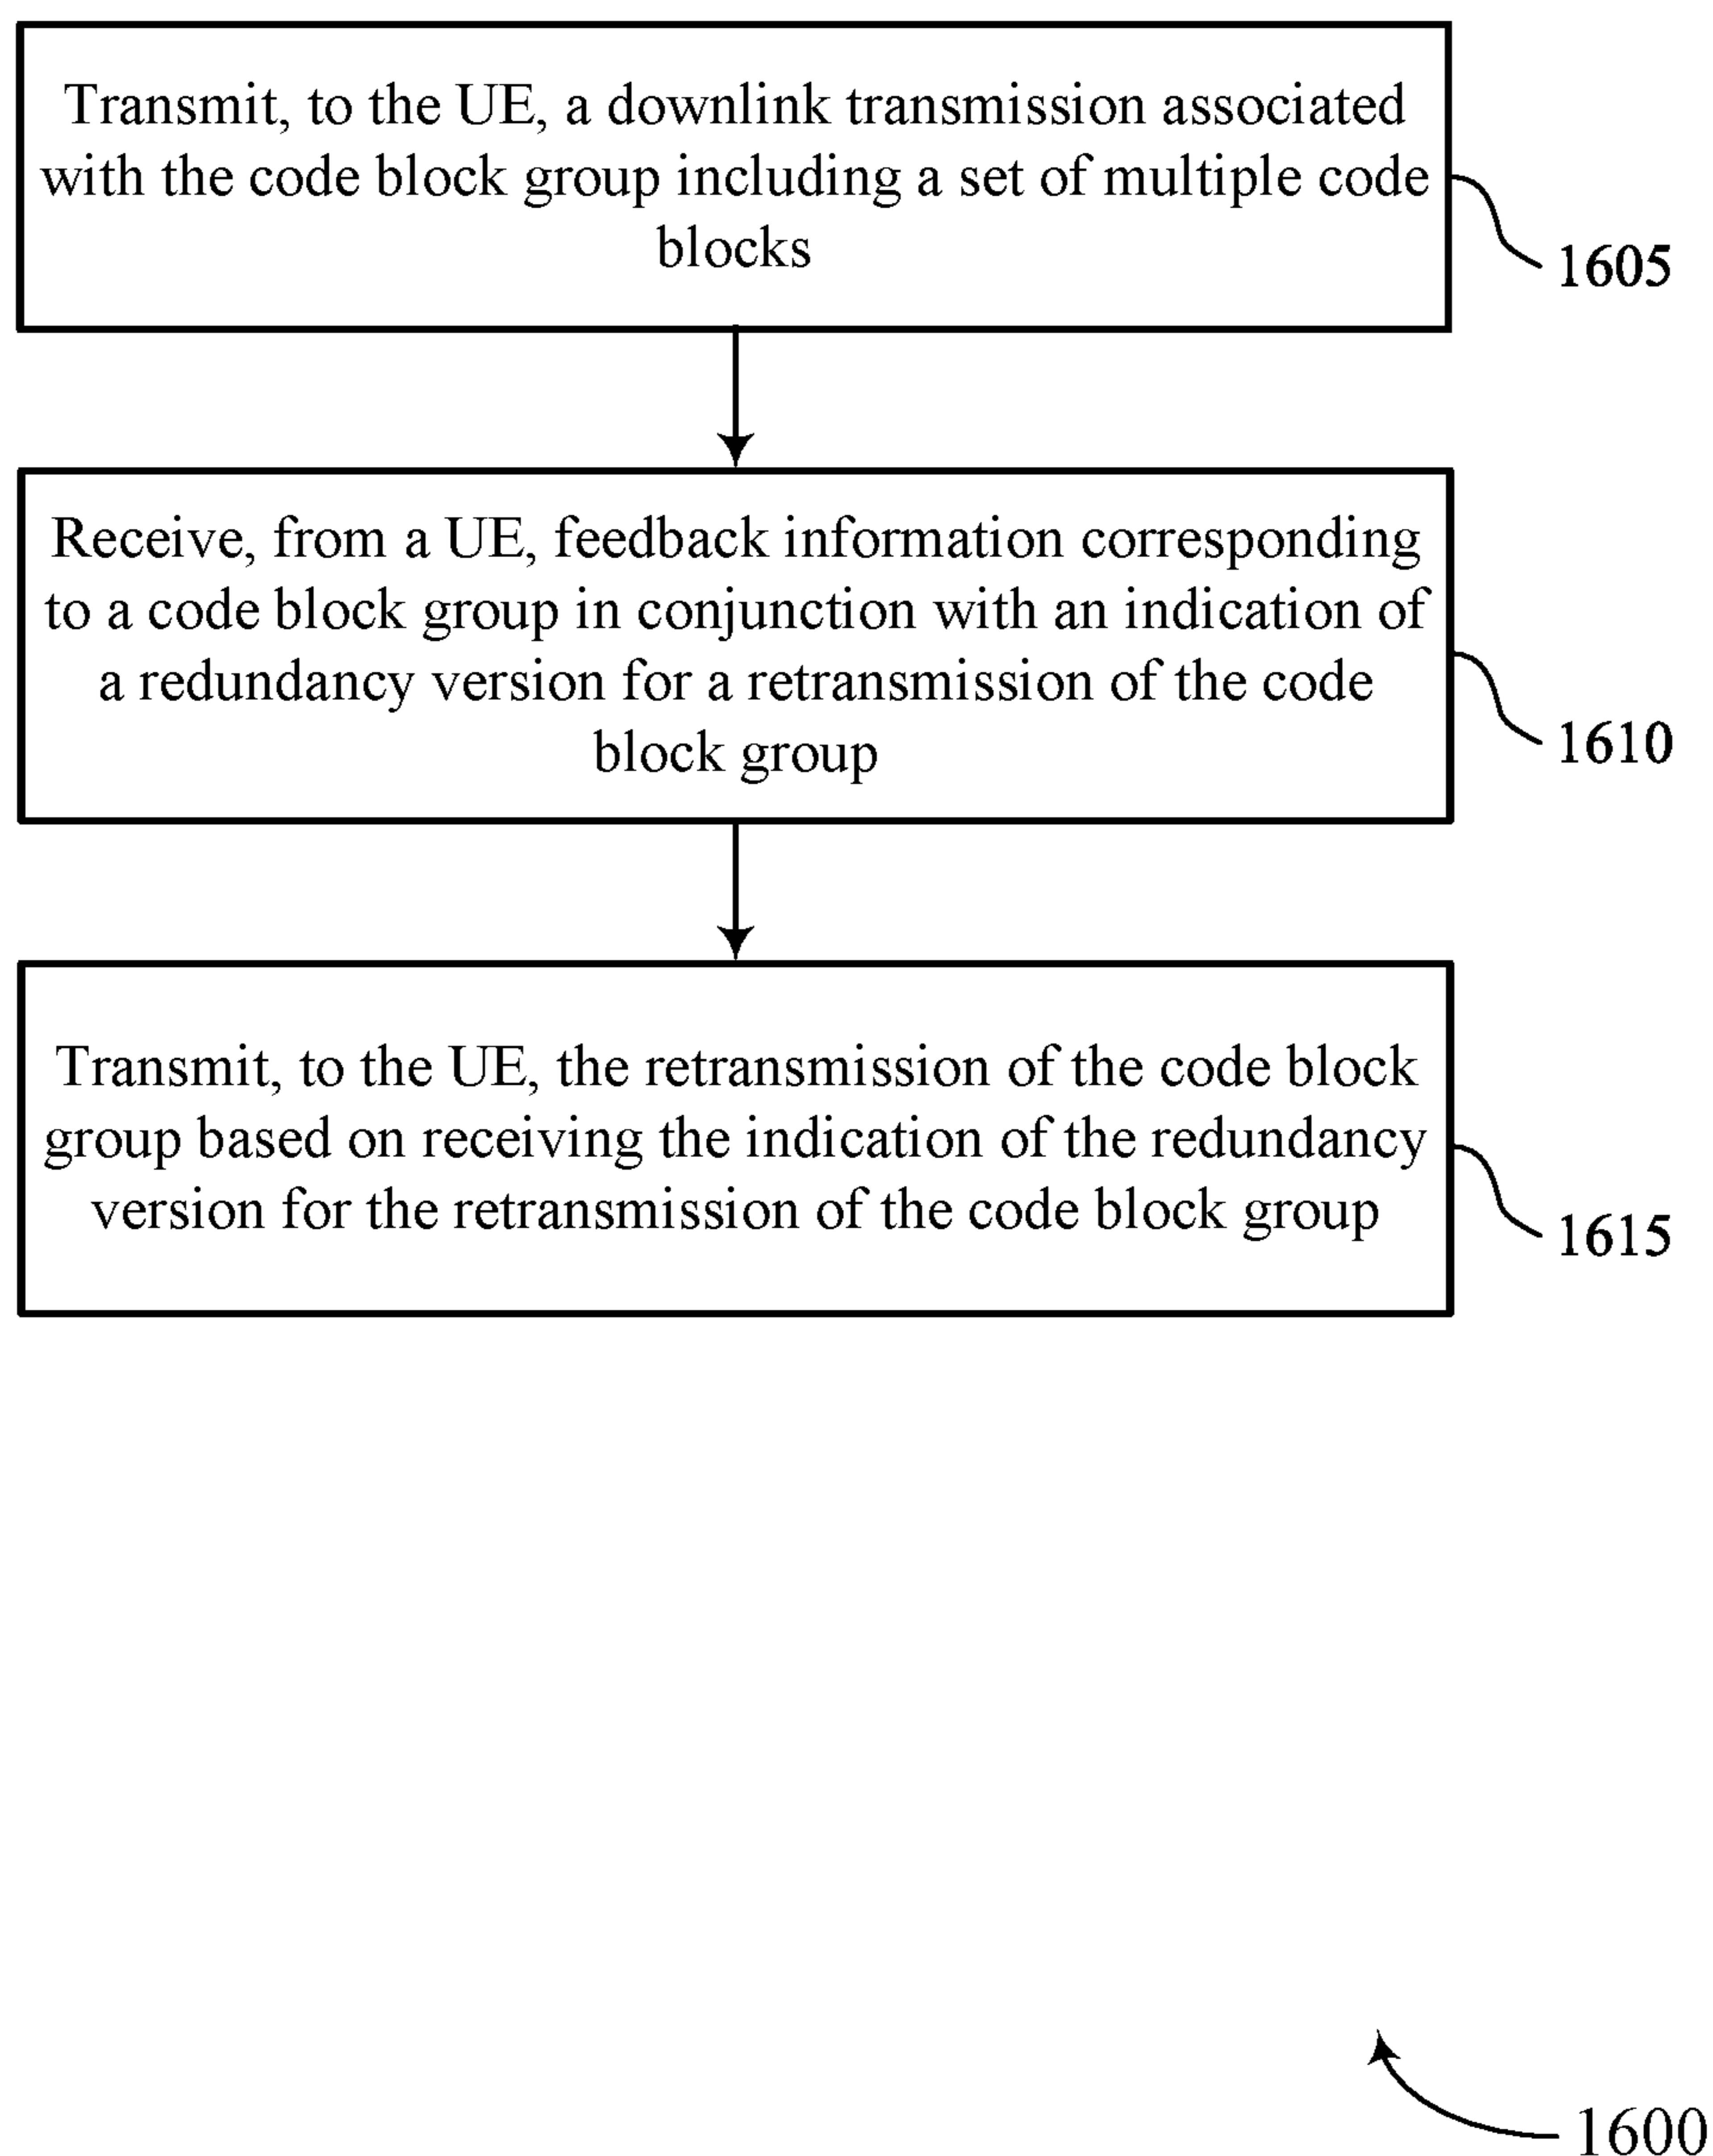 Transmit, to the UE, a downlink transmission associated
with the code block group including a set of multiple code
blocks
1605
Receive, from a UE, feedback information corresponding
to a code block group in conjunction with an indication of
a redundancy version for a retransmission of the code
block group
1610
Transmit, to the UE, the retransmission of the code block
group based on receiving the indication of the redundancy
version for the retransmission of the code block group
1615
1600